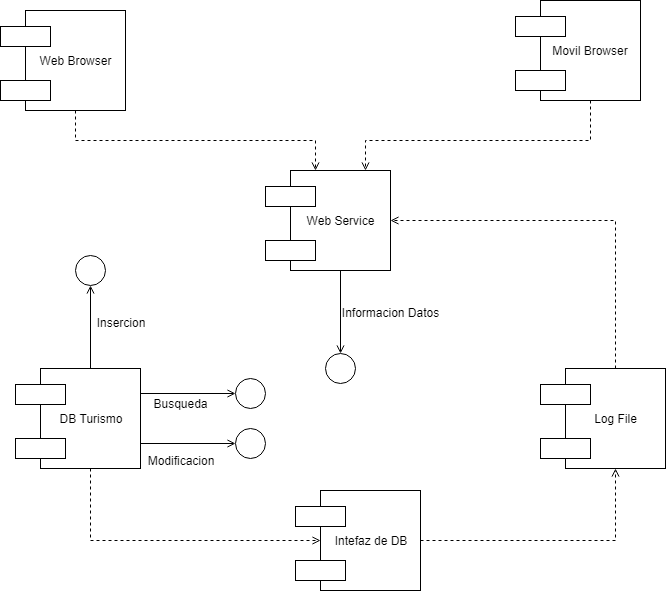 Web Browser
Movil Browser
Web Service
Insercion
Informacion Datos
Busqueda
DB Turismo
Log File
Modificacion
Intefaz de DB